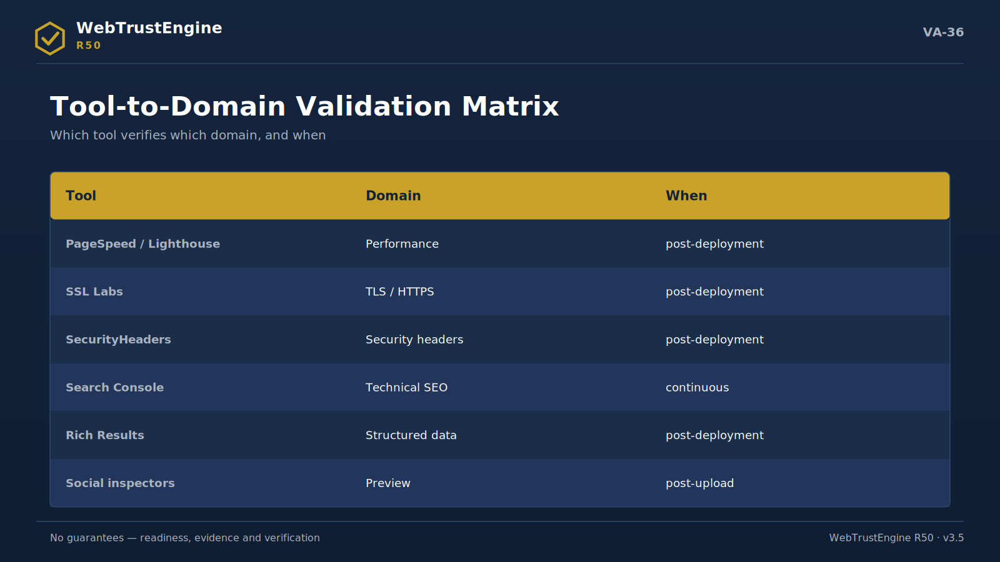 WebTrustEngine
R50
VA-36
Tool-to-Domain Validation Matrix
Which tool verifies which domain, and when
Tool Domain When
PageSpeed / Lighthouse Performance post-deployment
SSL Labs TLS / HTTPS post-deployment
SecurityHeaders Security headers post-deployment
Search Console Technical SEO continuous
Rich Results Structured data post-deployment
Social inspectors Preview post-upload
No guarantees — readiness, evidence and verification
WebTrustEngine R50 · v3.5